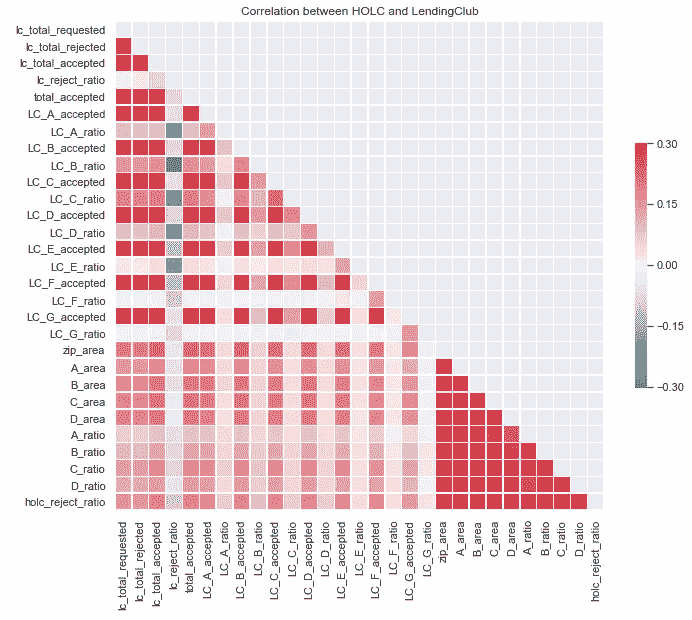 Correlation between HOLC and LendingClub
lc_total_requested
lc_total_rejected
lc_total_accepted
lc_reject_ratio
total_accepted
LC_A_accepted
LC_A_ratio
LC_B_accepted
LC_B_ratio
LC_C_accepted
LC_C_ratio
LC_D_accepted
LC_D_ratio
LC_E_accepted
LC_E_ratio
LC_F_accepted
LC_F_ratio
LC_G_accepted
LC_G_ratio
zip_area
A_area
B_area
C_area
D_area
A_ratio
B_ratio
C_ratio
D_ratio
holc_reject_ratio
0.30
0.15
0.00
−0.15
−0.30
lc_total_requested
lc_total_rejected
lc_total_accepted
lc_reject_ratio
total_accepted
LC_A_accepted
LC_A_ratio
LC_B_accepted
LC_B_ratio
LC_C_accepted
LC_C_ratio
LC_D_accepted
LC_D_ratio
LC_E_accepted
LC_E_ratio
LC_F_accepted
LC_F_ratio
LC_G_accepted
LC_G_ratio
zip_area
A_area
B_area
C_area
D_area
A_ratio
B_ratio
C_ratio
D_ratio
holc_reject_ratio